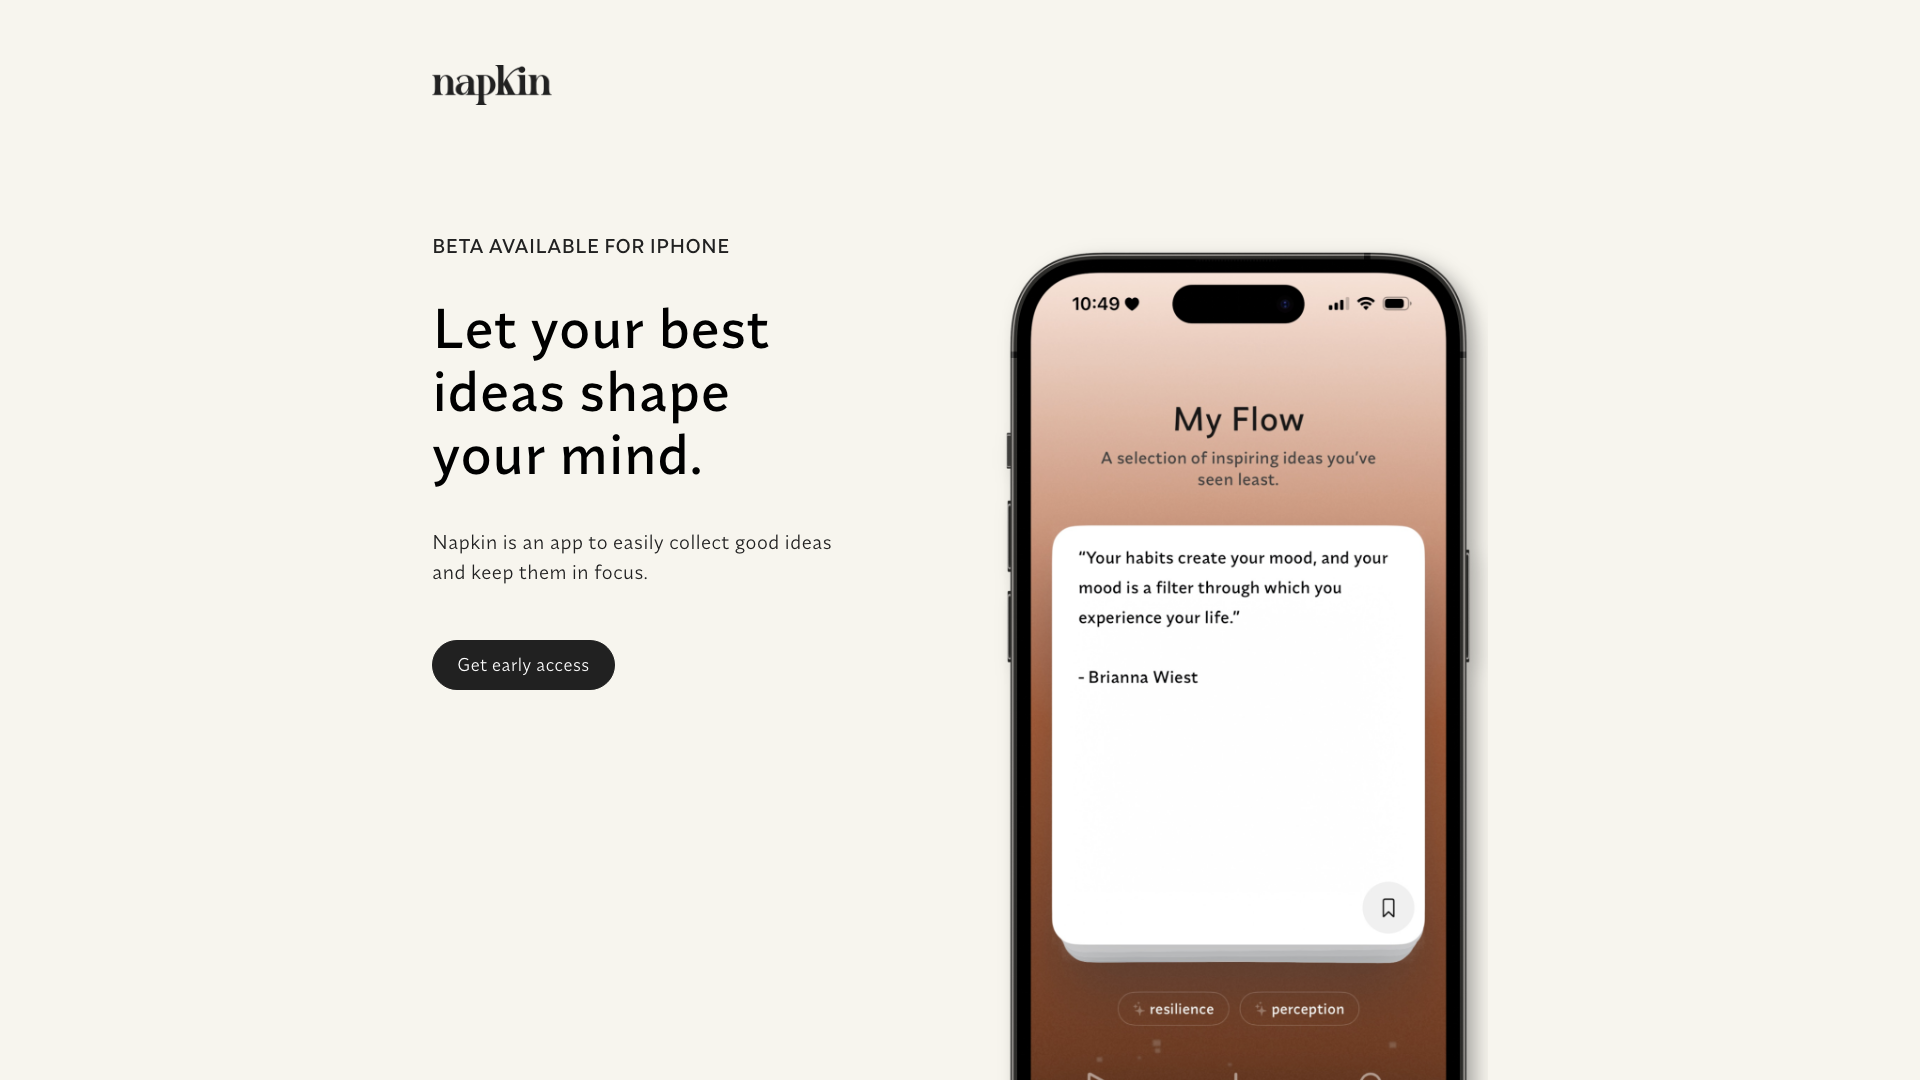 napkin
BETA AVAILABLE FOR IPHONE
Let your best
ideas shape
your mind.
Napkin is an app to easily collect good ideas
and keep them in focus.
Get early access
10:49
My Flow
A selection of inspiring ideas you’ve
seen least.
“Your habits create your mood, and your
mood is a filter through which you
experience your life.”
- Brianna Wiest
resilience
perception